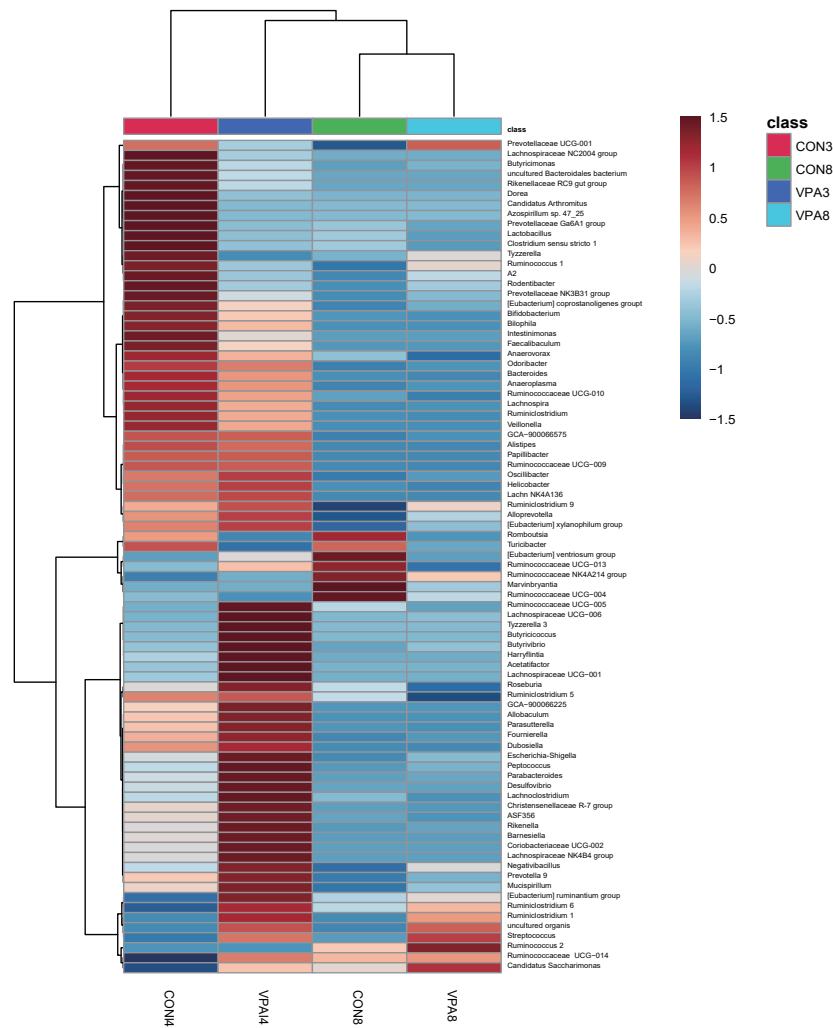 class
Prevotellaceae UCG-001
Lachnospiraceae NC2004 group
Butyricimonas
uncultured Bacteroidales bacterium
Rikenellaceae RC9 gut group
Dorea
Candidatus Arthromitus
Azospirillum sp. 47_25
Prevotellaceae Ga6A1 group
Lactobacillus
Clostridium sensu stricto 1
Tyzzerella
Ruminococcus 1
A2
Rodentibacter
Prevotellaceae NK3B31 group
[Eubacterium] coprostanoligenes groupt
Bifidobacterium
Bilophila
Intestinimonas
Faecalibaculum
Anaerovorax
Odoribacter
Bacteroides
Anaeroplasma
Ruminococcaceae UCG-010
Lachnospira
Ruminiclostridium
Veillonella
GCA−900066575
Alistipes
Papillibacter
Ruminococcaceae UCG-009
Oscillibacter
Helicobacter
Lachn NK4A136
Ruminiclostridium 9
Alloprevotella
[Eubacterium] xylanophilum group
Romboutsia
Turicibacter
[Eubacterium] ventriosum group
Ruminococcaceae UCG−013
Ruminococcaceae NK4A214 group
Marvinbryantia
Ruminococcaceae UCG−004
Ruminococcaceae UCG−005
Lachnospiraceae UCG−006
Tyzzerella 3
Butyricicoccus
Butyrivibrio
Harryflintia
Acetatifactor
Lachnospiraceae UCG−001
Roseburia
Ruminiclostridium 5
GCA−900066225
Allobaculum
Parasutterella
Fournierella
Dubosiella
Escherichia-Shigella
Peptococcus
Parabacteroides
Desulfovibrio
Lachnoclostridium
Christensenellaceae R-7 group
ASF356
Rikenella
Barnesiella
Coriobacteriaceae UCG-002
Lachnospiraceae NK4B4 group
Negativibacillus
Prevotella 9
Mucispirillum
[Eubacterium] ruminantium group
Ruminiclostridium 6
Ruminiclostridium 1
uncultured organis
Streptococcus
Ruminococcus 2
Ruminococcaceae UCG−014
Candidatus Saccharimonas
CONI4
VPAI4
CON8
VPA8
1.5
1
0.5
0
−0.5
−1
−1.5
class
CON3
CON8
VPA3
VPA8